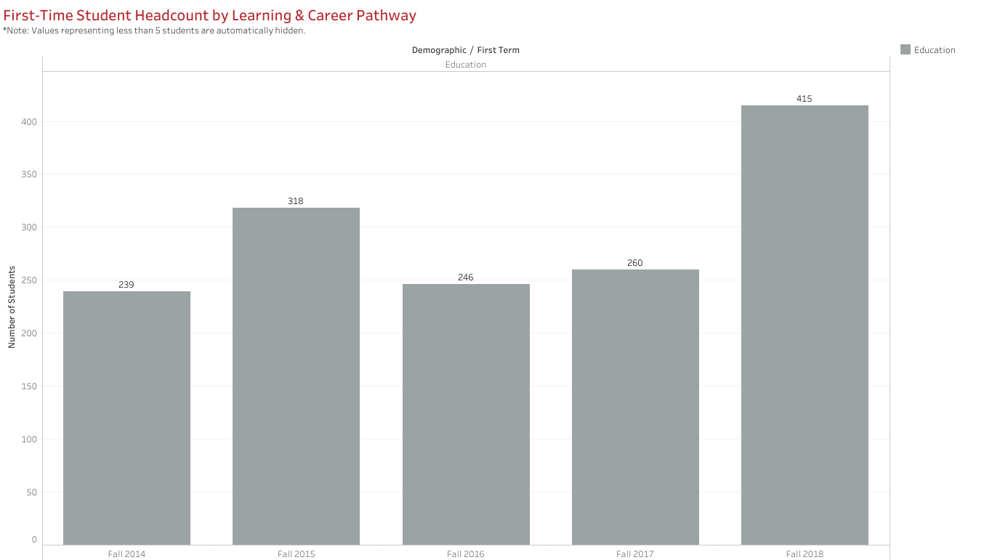 First-Time Student Headcount by Learning & Career Pathway
*Note: Values representing less than 5 students are automatically hidden.
Demographic / First Term
Education
Education
Number of Students
400
350
300
250
200
150
100
50
0
239
318
246
260
415
Fall 2014
Fall 2015
Fall 2016
Fall 2017
Fall 2018